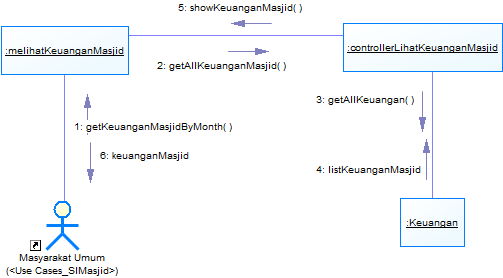 5: showKeuanganMasjid( )
:melihatKeuanganMasjid
:controllerLihatKeuanganMasjid
2: getAllKeuanganMasjid( )
3: getAllKeuangan( )
1: getKeuanganMasjidByMonth( )
6: keuanganMasjid
4: listKeuanganMasjid
:Keuangan
Masyarakat Umum
(<Use Cases_SIMasjid>)